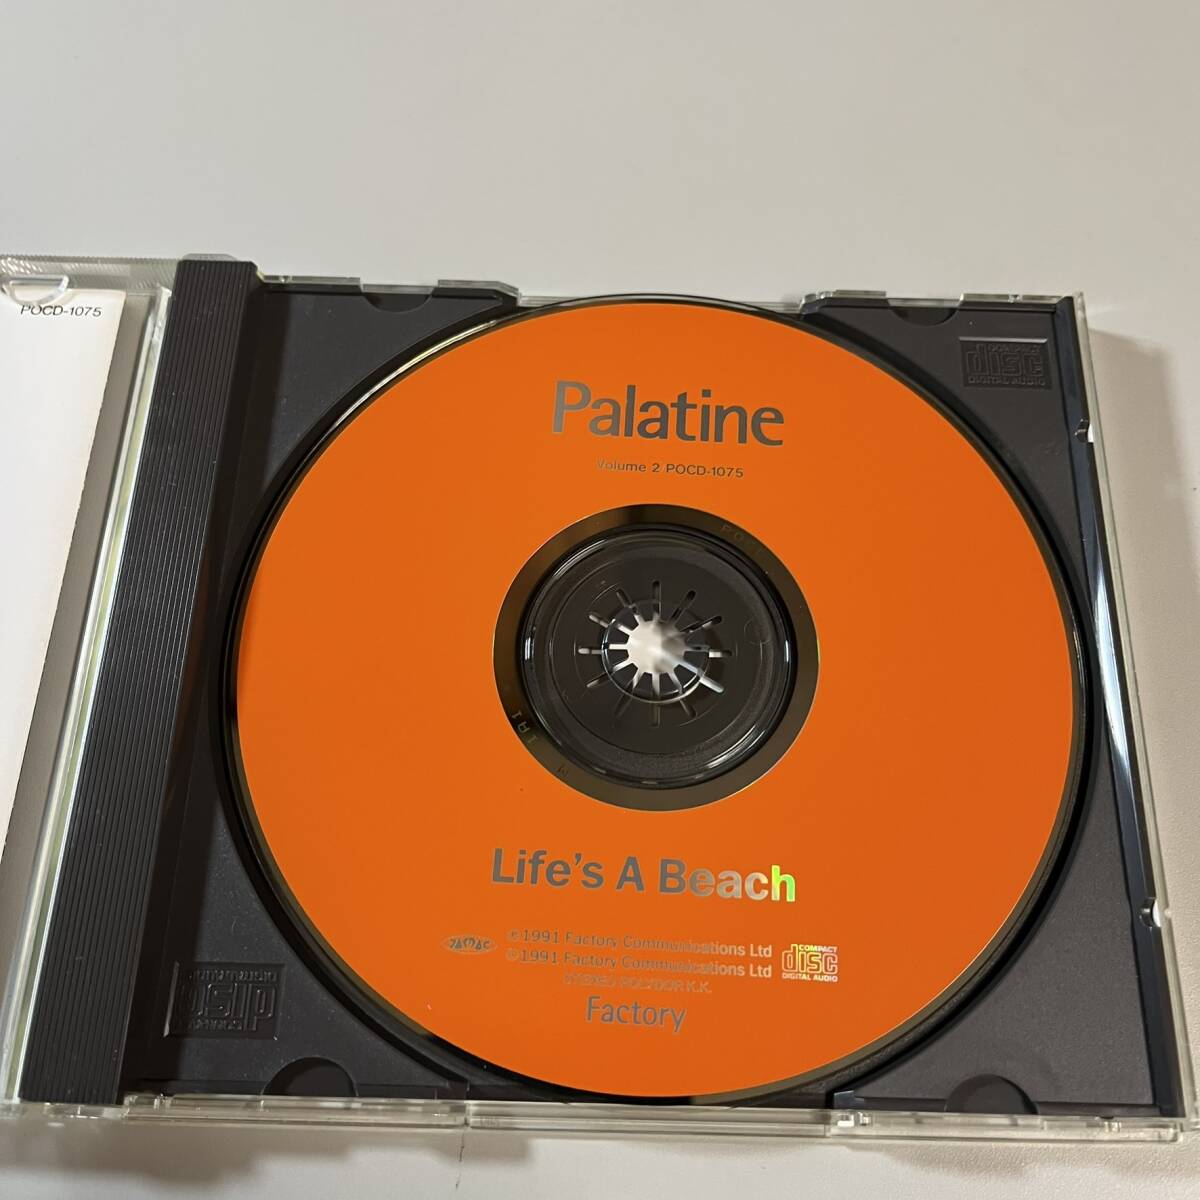 POCD-1075
COMPACT
disc
DIGITAL AUDIO
Palatine
Volume 2 POCD-1075
1A1
Life's A Beach
JASRAC
©1991 Factory Communications Ltd
℗1991 Factory Communications Ltd
STEREO POLYDOR K.K.
COMPACT
disc
DIGITAL AUDIO
Factory